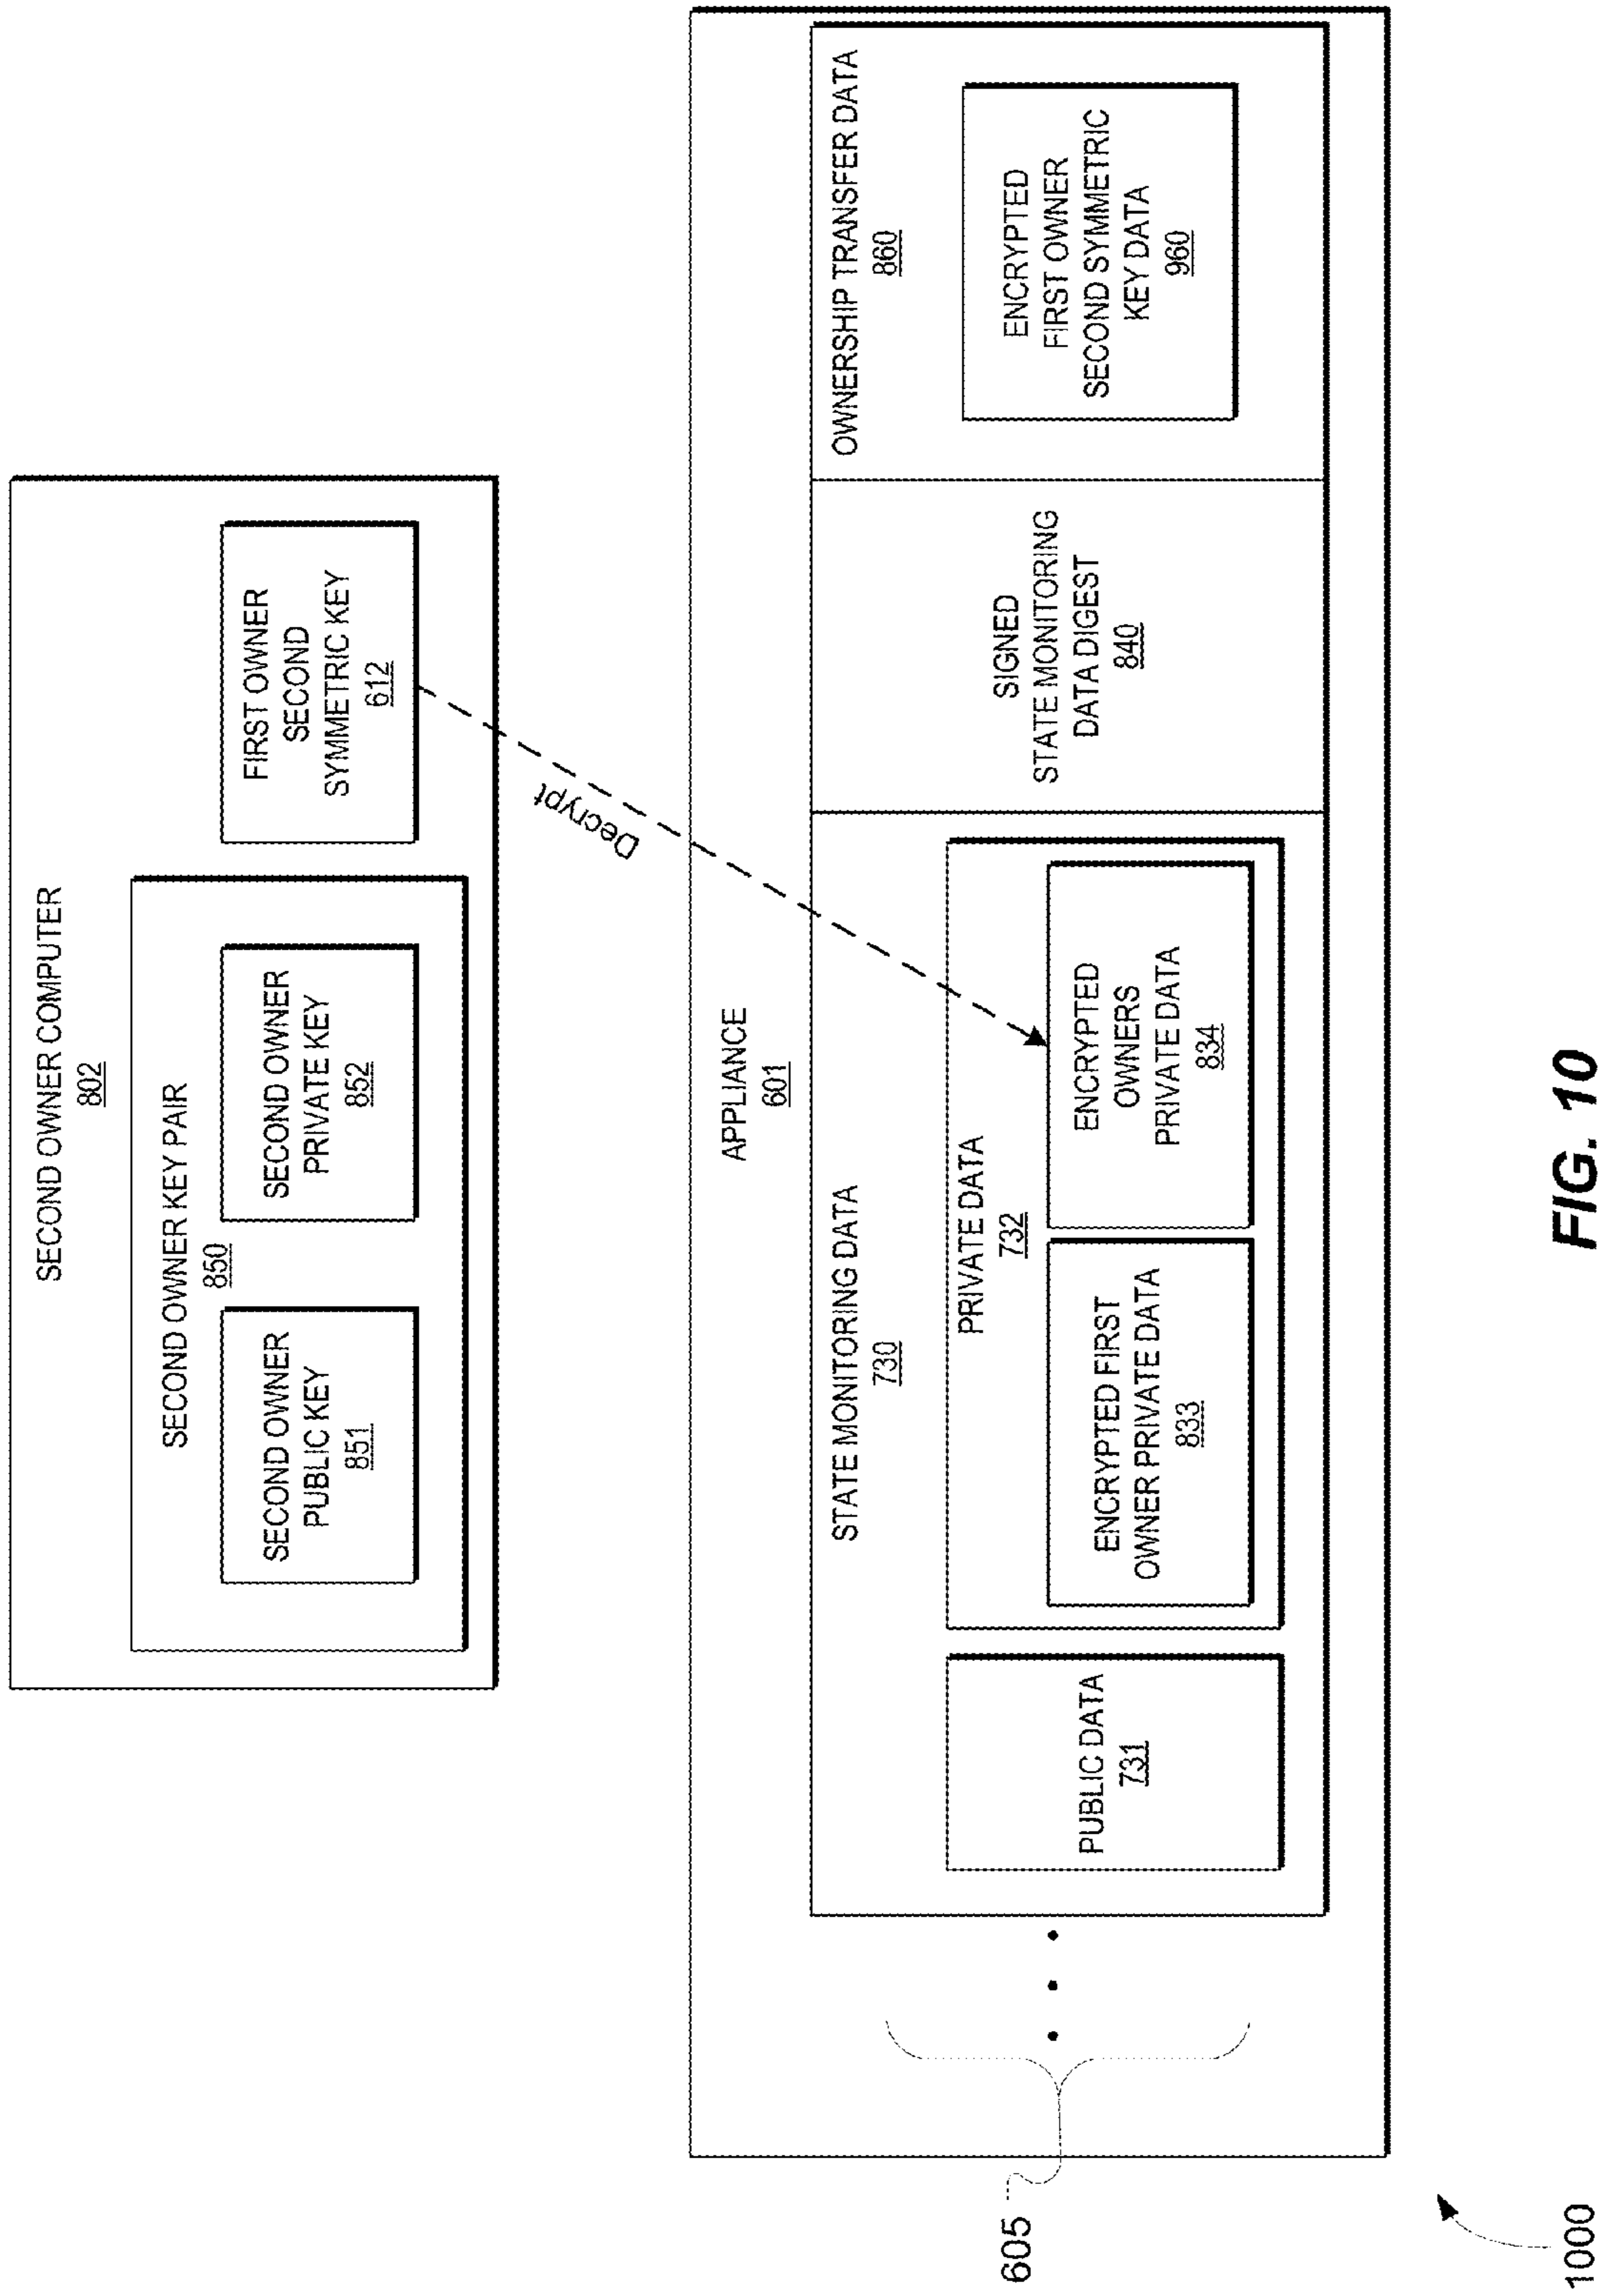 SECOND OWNER COMPUTER
802
SECOND OWNER KEY PAIR
850
SECOND OWNER
PUBLIC KEY
851
SECOND OWNER
PRIVATE KEY
852
FIRST OWNER
SECOND
SYMMETRIC KEY
612
Decrypt
APPLIANCE
601
605
STATE MONITORING DATA
730
PUBLIC DATA
731
PRIVATE DATA
732
ENCRYPTED FIRST
OWNER PRIVATE DATA
833
ENCRYPTED
OWNERS
PRIVATE DATA
834
SIGNED
STATE MONITORING
DATA DIGEST
840
OWNERSHIP TRANSFER DATA
860
ENCRYPTED
FIRST OWNER
SECOND SYMMETRIC
KEY DATA
960
1000
FIG. 10